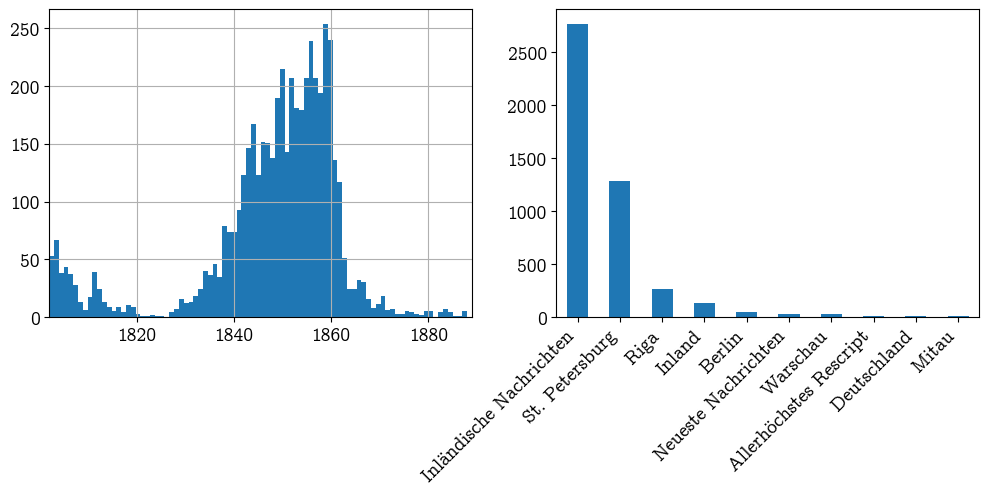 250
200
150
100
50
0
1820
1840
1860
1880
2500
2000
1500
1000
500
0
Inländische Nachrichten
St. Petersburg
Riga
Inland
Berlin
Neueste Nachrichten
Warschau
Allerhöchstes Rescript
Deutschland
Mitau